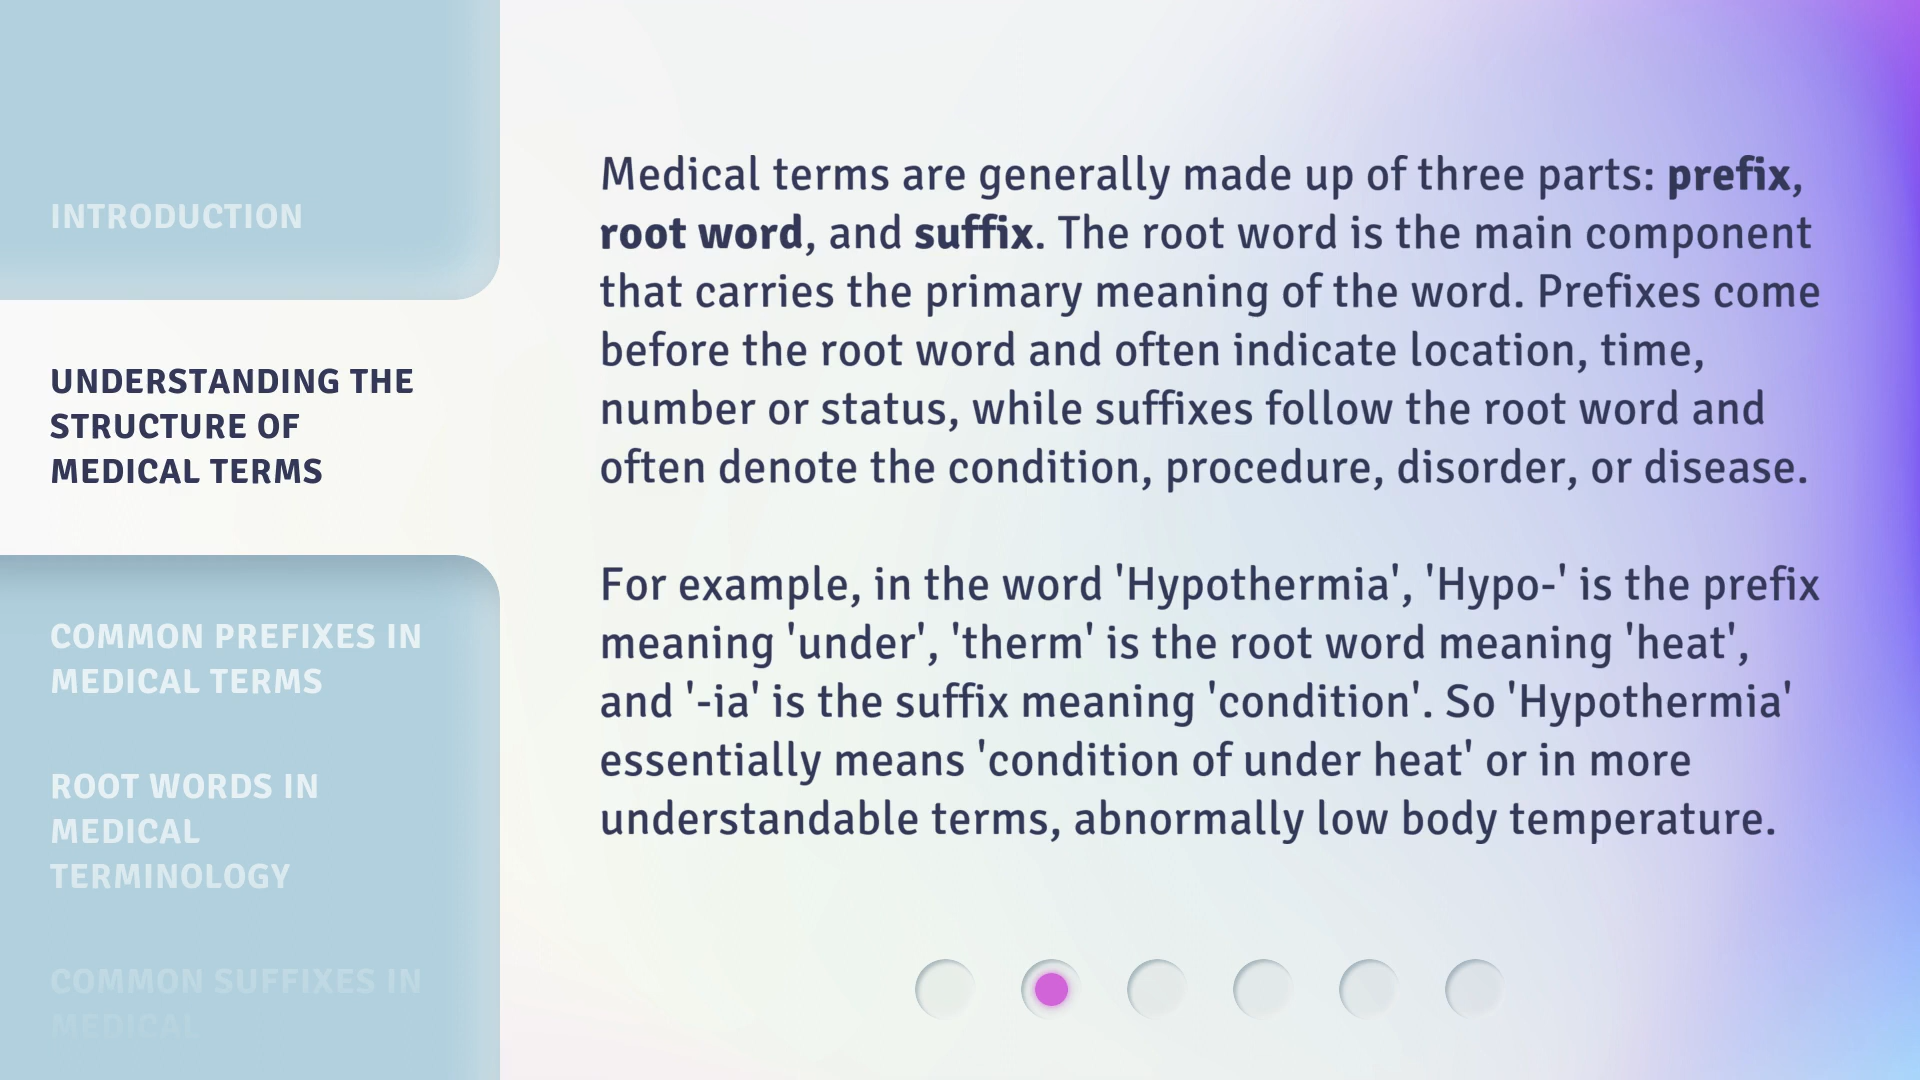 INTRODUCTION
UNDERSTANDING THE
STRUCTURE OF
MEDICAL TERMS
COMMON PREFIXES IN
MEDICAL TERMS
ROOT WORDS IN
MEDICAL
TERMINOLOGY
COMMON SUFFIXES IN
MEDICAL
Medical terms are generally made up of three parts: prefix,
root word, and suffix. The root word is the main component
that carries the primary meaning of the word. Prefixes come
before the root word and often indicate location, time,
number or status, while suffixes follow the root word and
often denote the condition, procedure, disorder, or disease.
For example, in the word 'Hypothermia', 'Hypo-' is the prefix
meaning 'under', 'therm' is the root word meaning 'heat',
and '-ia' is the suffix meaning 'condition'. So 'Hypothermia'
essentially means 'condition of under heat' or in more
understandable terms, abnormally low body temperature.